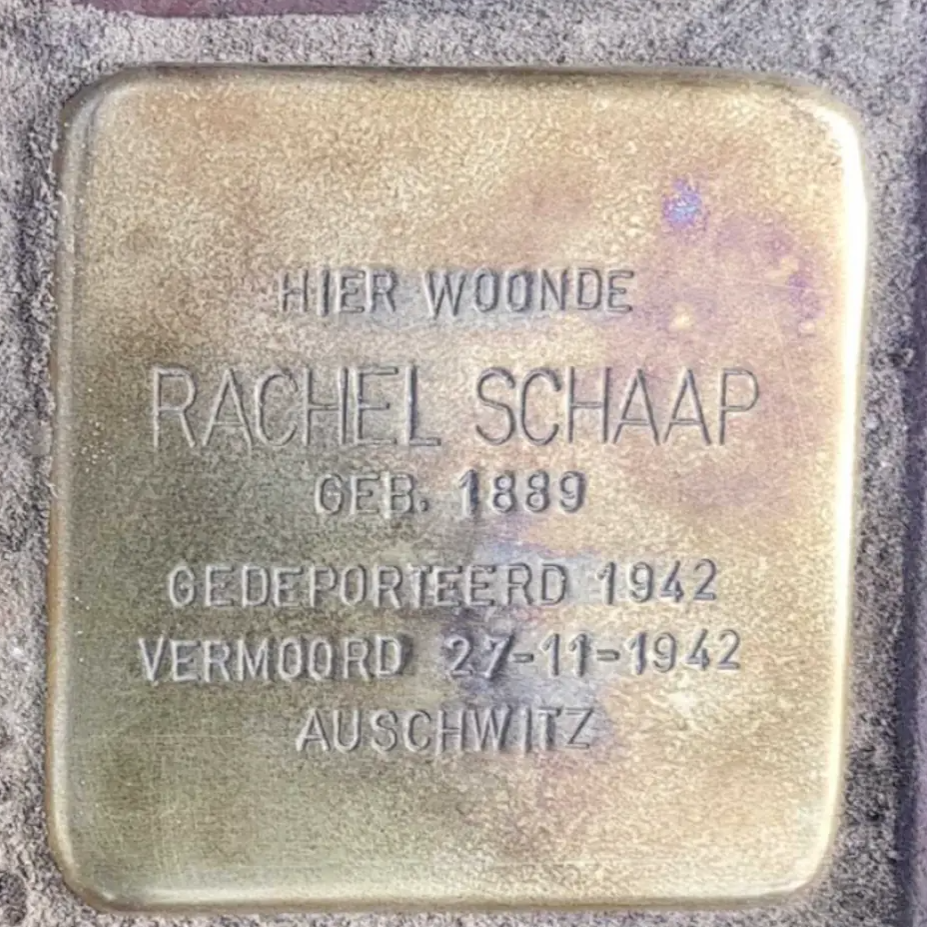 HIER WOONDE
RACHEL SCHAAP
GEB. 1889
GEDEPORTEERD 1942
VERMOORD 27-11-1942
AUSCHWITZ